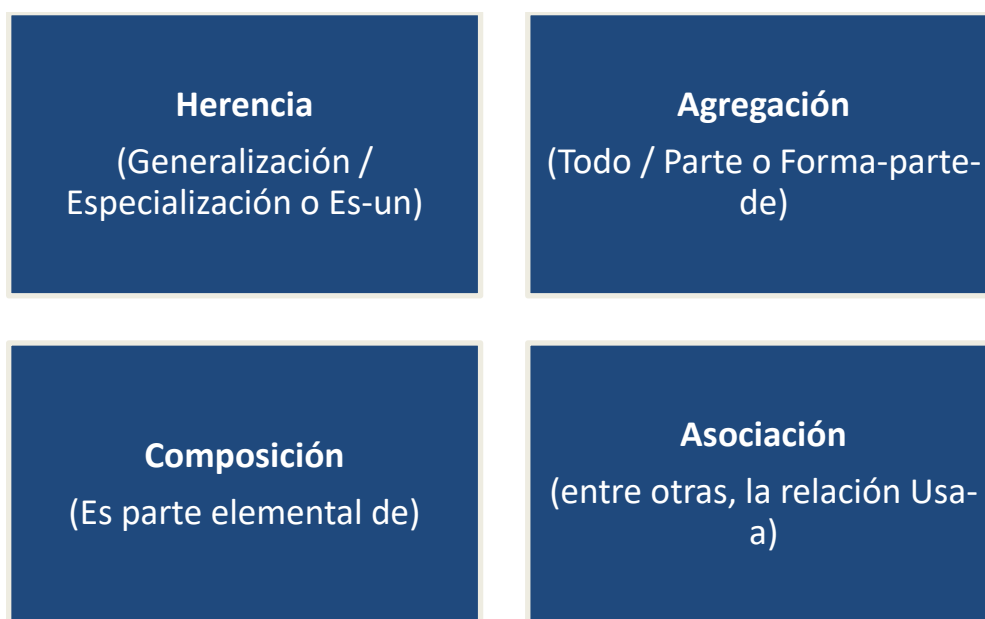 Herencia
(Generalización /
Especialización o Es-un)
Agregación
(Todo / Parte o Forma-parte-
de)
Composición
(Es parte elemental de)
Asociación
(entre otras, la relación Usa-
a)